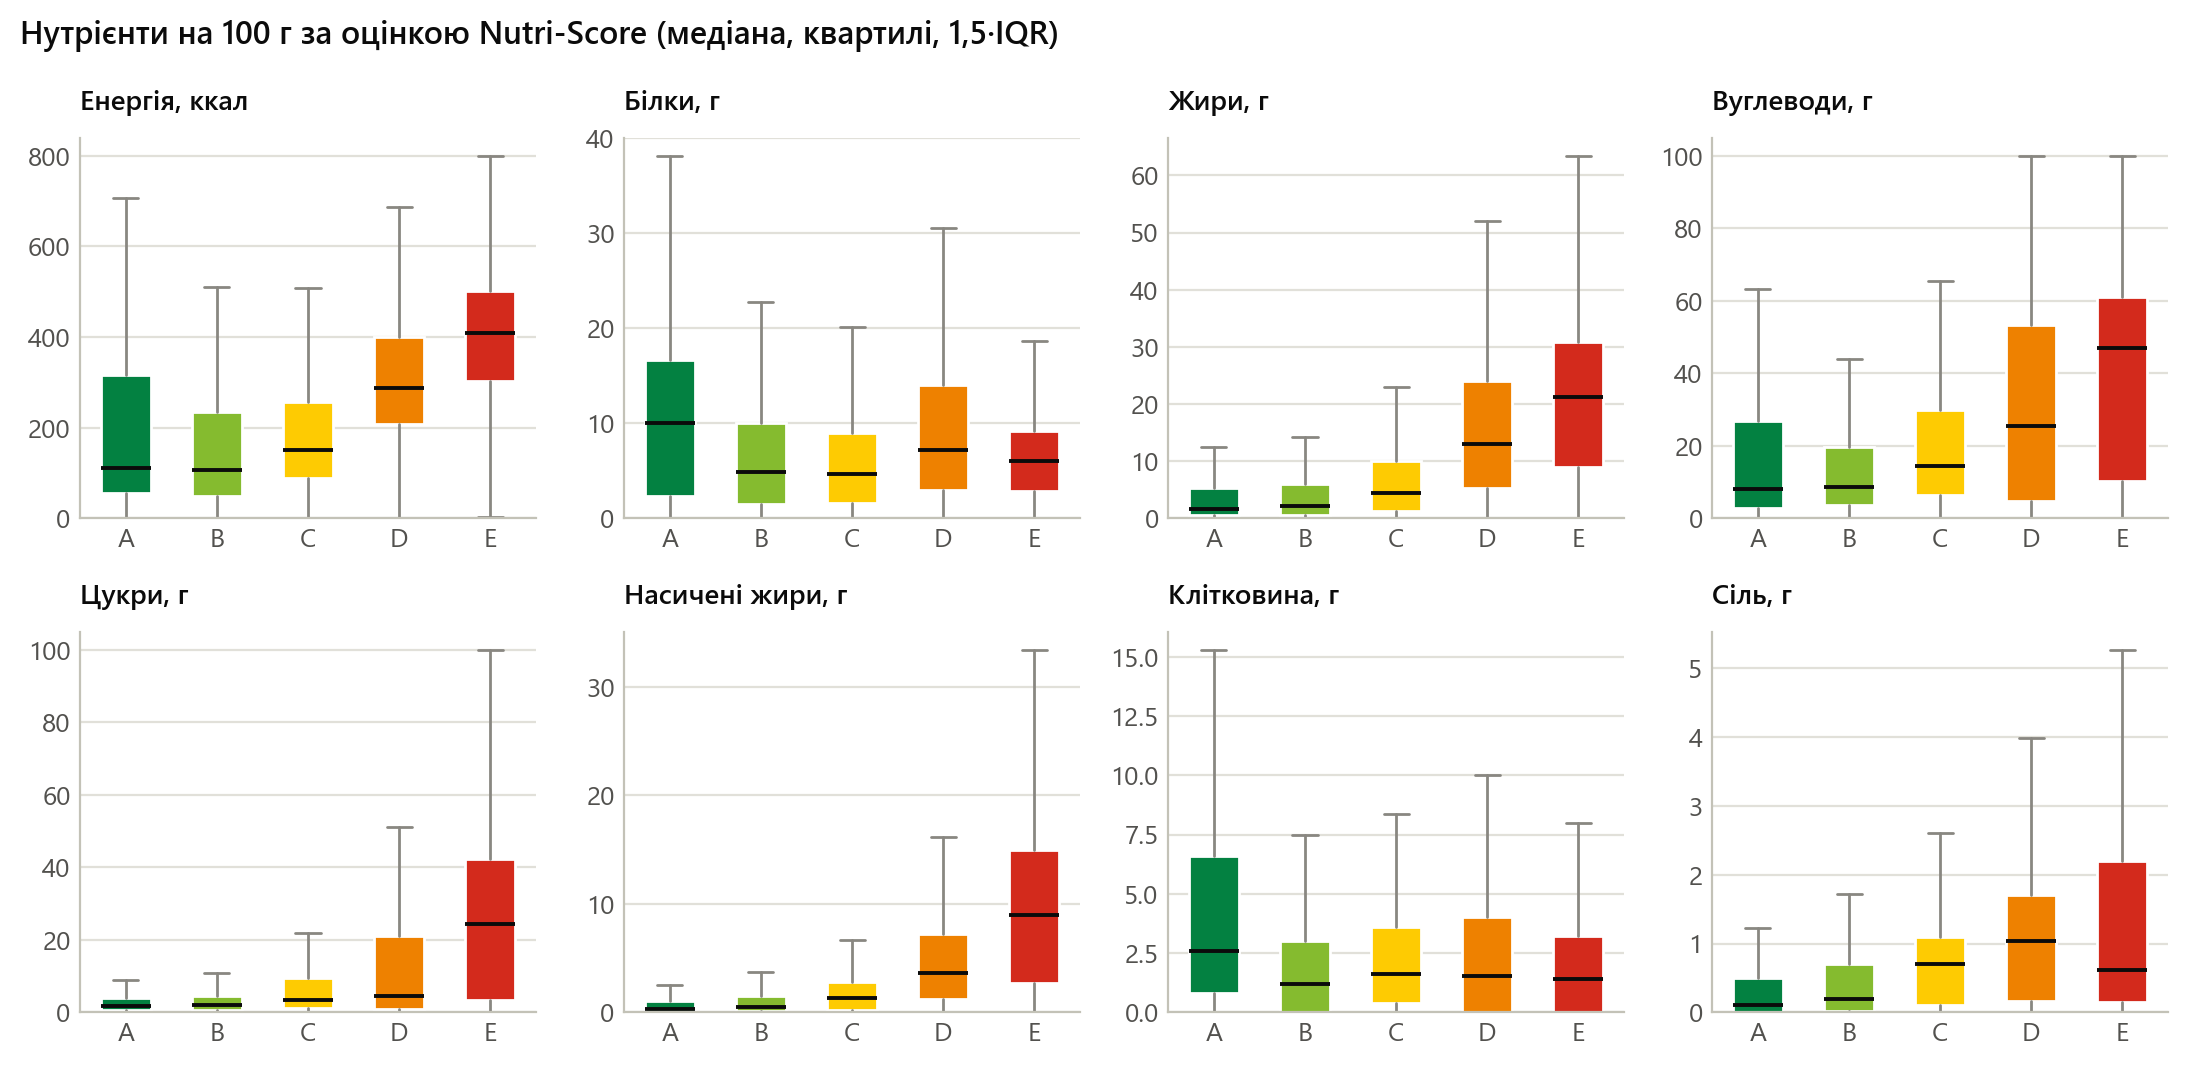 Нутрієнти на 100 г за оцінкою Nutri-Score (медіана, квартилі, 1,5·IQR)
Енергія, ккал
800
600
400
200
0
A B C D E
Білки, г
40
30
20
10
0
A B C D E
Жири, г
60
50
40
30
20
10
0
A B C D E
Вуглеводи, г
100
80
60
40
20
0
A B C D E
Цукри, г
100
80
60
40
20
0
A B C D E
Насичені жири, г
30
20
10
0
A B C D E
Клітковина, г
15.0
12.5
10.0
7.5
5.0
2.5
0.0
A B C D E
Сіль, г
5
4
3
2
1
0
A B C D E